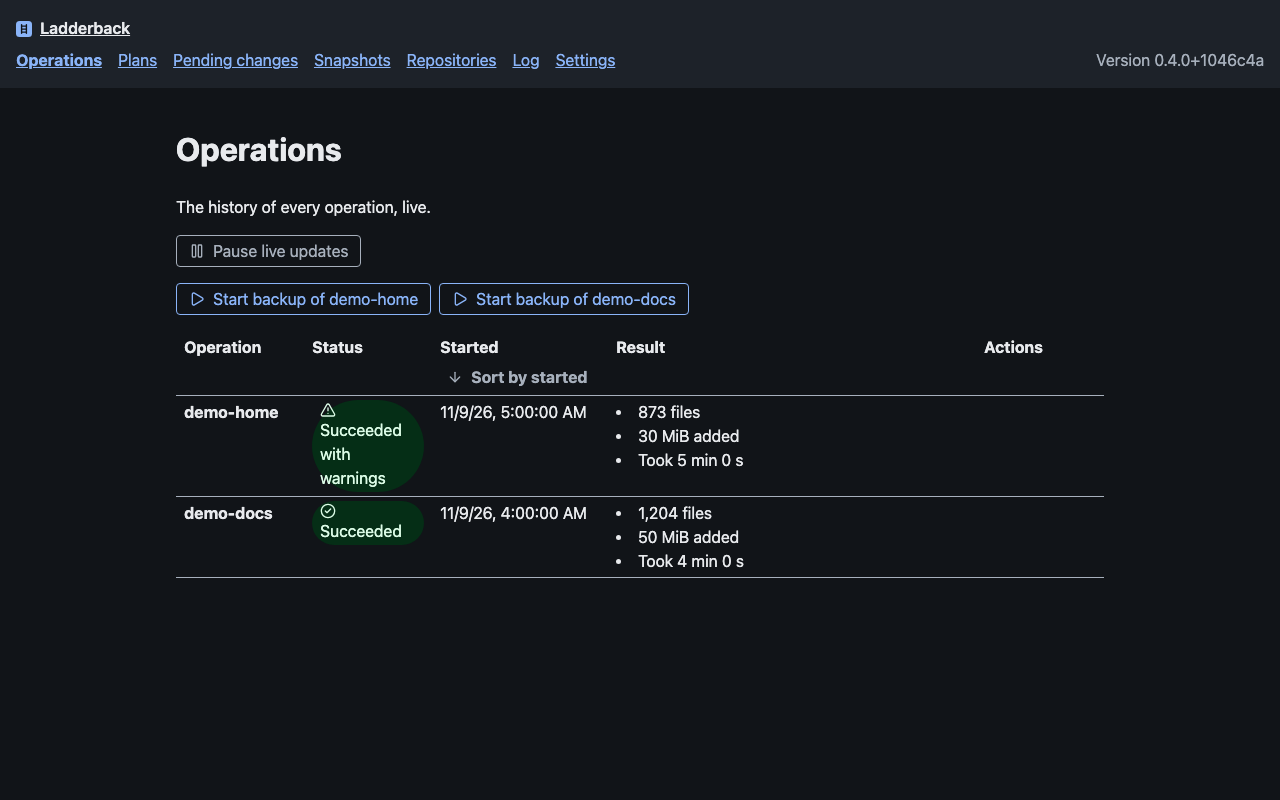 Ladderback
Operations Plans Pending changes Snapshots Repositories Log Settings Version 0.4.0+1046c4a
Operations
The history of every operation, live.
Pause live updates
Start backup of demo-home Start backup of demo-docs
Operation Status Started Result Actions
Sort by started
demo-home
Succeeded
with
warnings
11/9/26, 5:00:00 AM
• 873 files
• 30 MiB added
• Took 5 min 0 s
demo-docs
Succeeded
11/9/26, 4:00:00 AM
• 1,204 files
• 50 MiB added
• Took 4 min 0 s